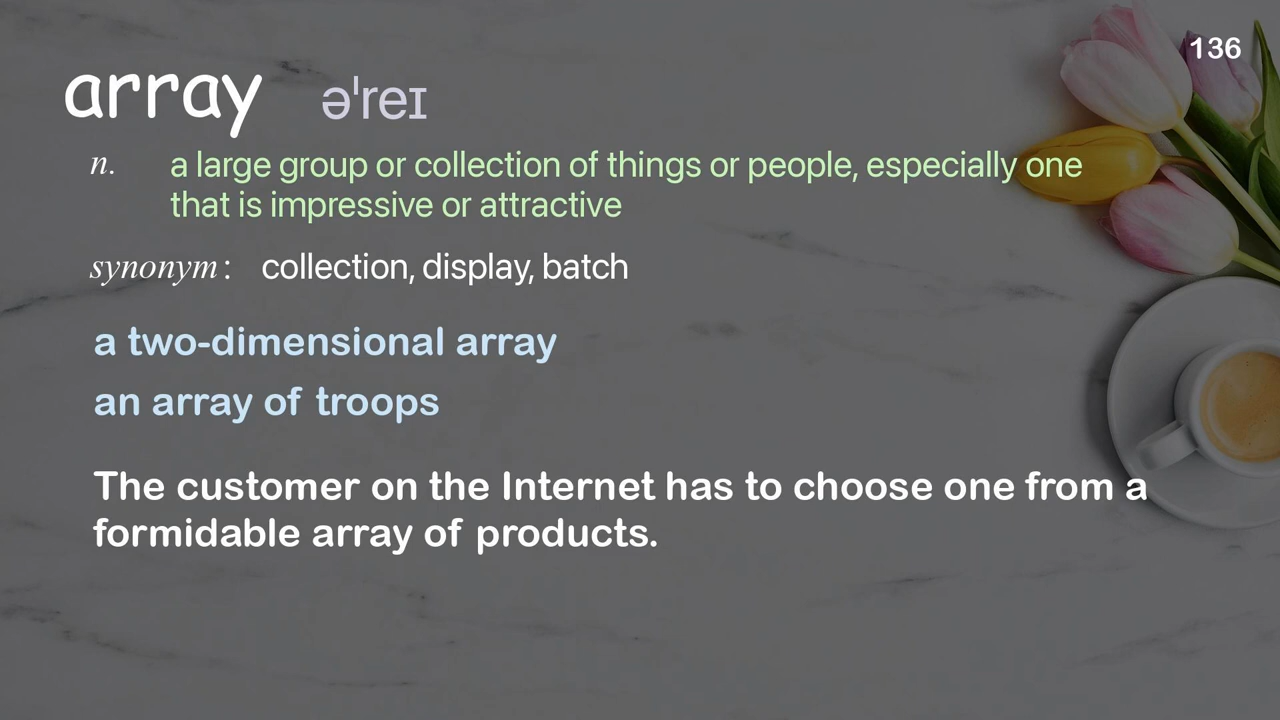 136
array əˈreɪ
n. a large group or collection of things or people, especially one
that is impressive or attractive
synonym: collection, display, batch
a two-dimensional array
an array of troops
The customer on the Internet has to choose one from a
formidable array of products.